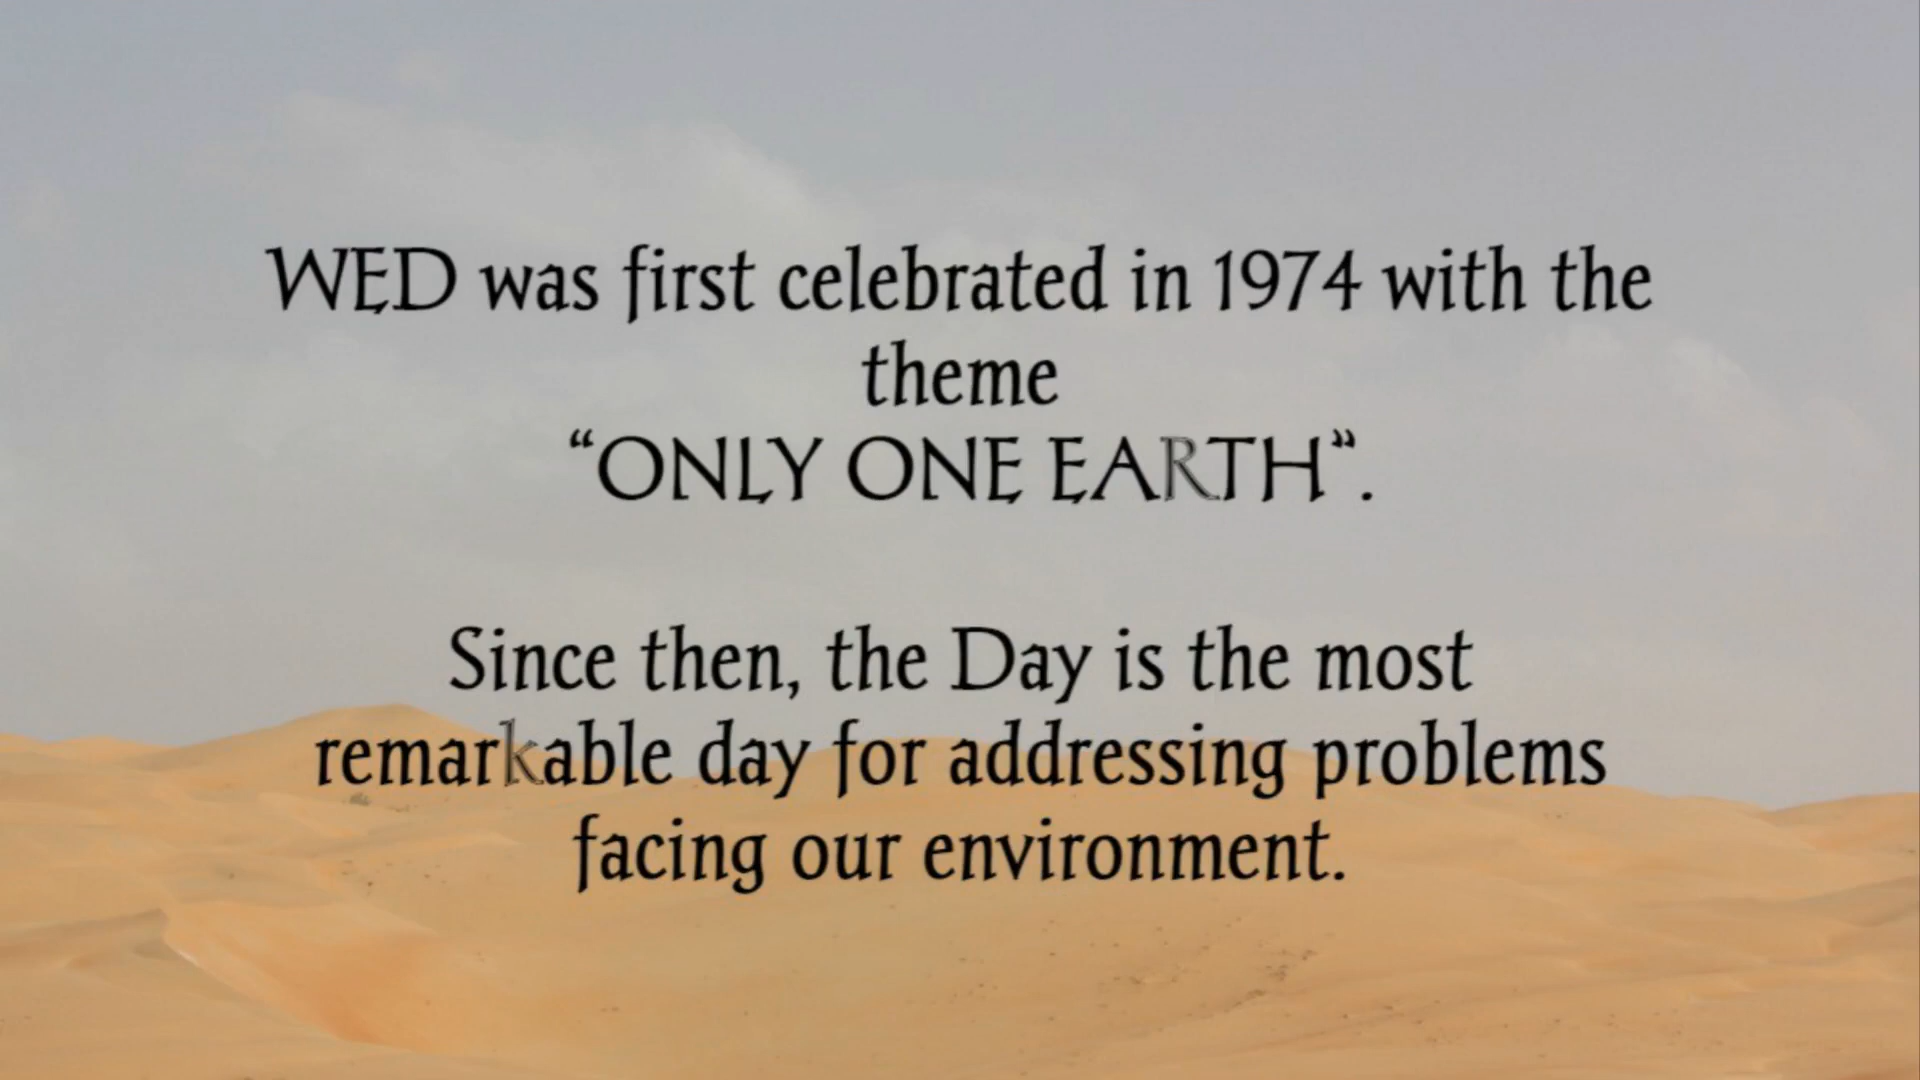 WED was first celebrated in 1974 with the
theme
“ONLY ONE EARTH”.
Since then, the Day is the most
remarkable day for addressing problems
facing our environment.